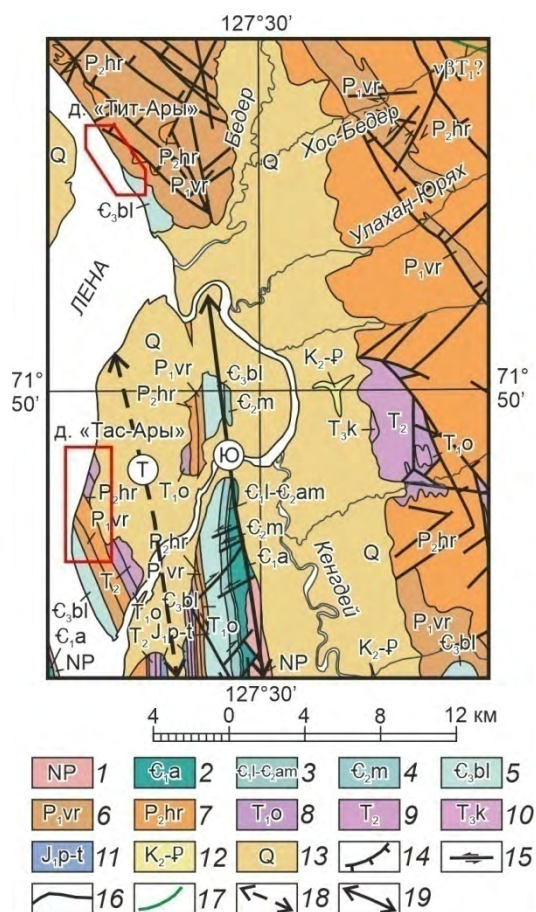 127°30'
P₂hr
д. «Тит-Ары»
Бедер
P₁vr
νβT₁?
Q
Хос-Бедер
P₂hr
Q
P₂hr
P₁vr
Є₃bl
Улахан-Юрях
ЛЕНА
P₁vr
Q
P₁vr
Є₃bl
K₂-₽
71°
50'
71°
50'
P₂hr
Є₂m
T₂
д. «Тас-Ары»
T₃k
T₁o
Т
Ю
P₂hr
T₁o
Є₁l-Є₂am
P₁vr
Є₂m
P₂hr
P₂hr
Є₁a
Q
T₂
P₁vr
Кенгдей
Є₃bl
T₁o
Є₃bl
T₁o
P₁vr
Є₁a
T₂
J₁p-t
K₂-₽
NP
NP
Є₃bl
127°30'
4 0 4 8 12 км
NP 1 Є₁a 2 Є₁l-Є₂am 3 Є₂m 4 Є₃bl 5
P₁vr 6 P₂hr 7 T₁o 8 T₂ 9 T₃k 10
J₁p-t 11 K₂-₽ 12 Q 13 14 15
16 17 18 19